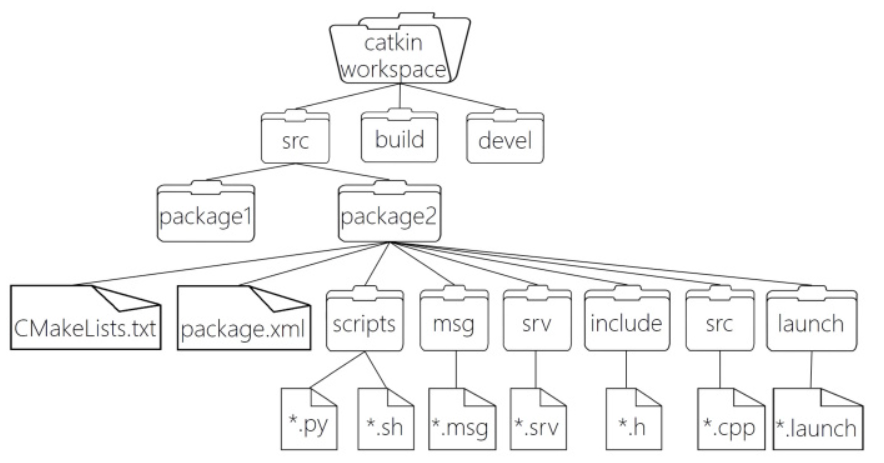 catkin
workspace
src
build
devel
package1
package2
CMakeLists.txt
package.xml
scripts
msg
srv
include
src
launch
*.py
*.sh
*.msg
*.srv
*.h
*.cpp
*.launch